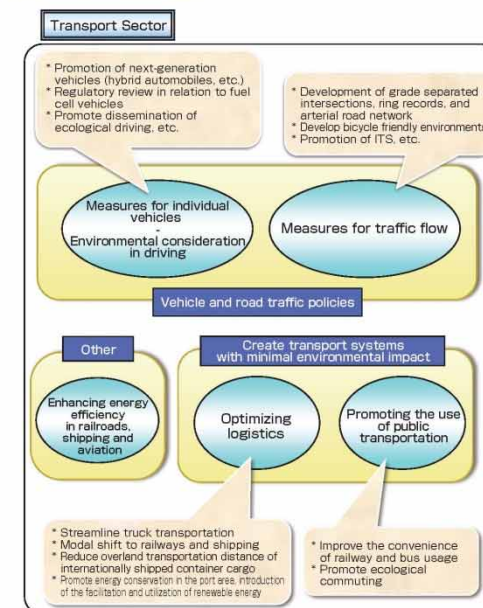 Transport Sector
* Promotion of next-generation
vehicles (hybrid automobiles, etc.)
* Regulatory review in relation to fuel
cell vehicles
* Promote dissemination of
ecological driving, etc.
* Development of grade separated
intersections, ring records, and
arterial road network
* Develop bicycle friendly environments
* Promotion of ITS, etc.
Measures for individual
vehicles
-
Environmental consideration
in driving
Measures for traffic flow
Vehicle and road traffic policies
Other
Enhancing energy
efficiency
in railroads,
shipping and
aviation
Create transport systems
with minimal environmental impact
Optimizing
logistics
Promoting the use
of public
transportation
* Streamline truck transportation
* Modal shift to railways and shipping
* Reduce overland transportation distance of
internationally shipped container cargo
* Promote energy conservation in the port area, introduction
of the facilitation and utilization of renewable energy
* Improve the convenience
of railway and bus usage
* Promote ecological
commuting